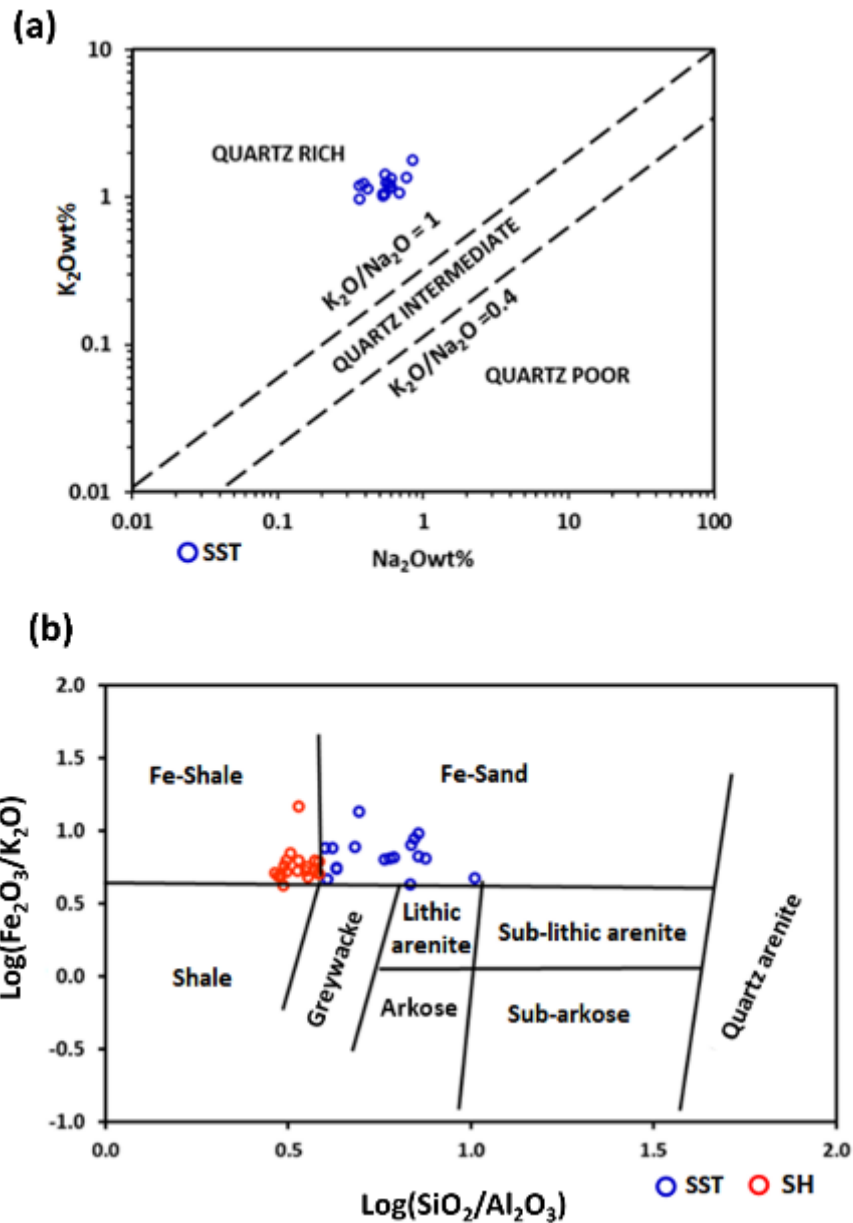 (a)
10
QUARTZ RICH
1
K₂Owt%
K₂O/Na₂O = 1
QUARTZ INTERMEDIATE
K₂O/Na₂O =0.4
0.1
QUARTZ POOR
0.01
0.01 0.1 1 10 100
SST
Na₂Owt%
(b)
2.0
1.5
Fe-Shale Fe-Sand
1.0
Log(Fe₂O₃/K₂O)
0.5
Lithic
arenite
Sub-lithic arenite
Shale
Greywacke
0.0
Arkose
Sub-arkose
Quartz arenite
-0.5
-1.0
0.0 0.5 1.0 1.5 2.0
SST SH
Log(SiO₂/Al₂O₃)